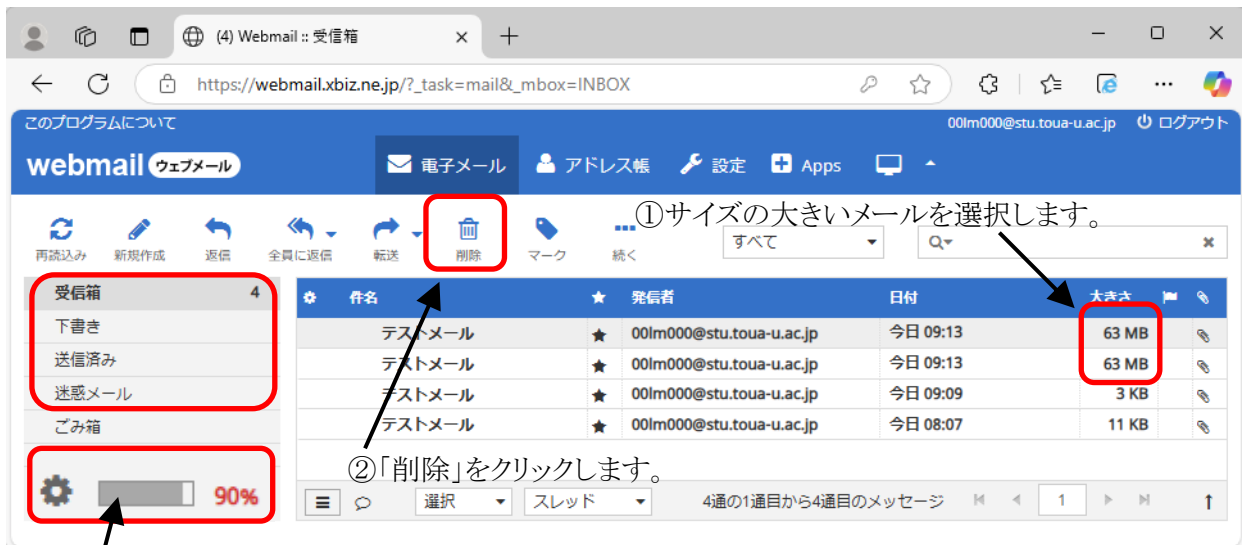 (4) Webmail :: 受信箱
https://webmail.xbiz.ne.jp/?_task=mail&_mbox=INBOX
このプログラムについて
00lm000@stu.toua-u.ac.jp ログアウト
webmail ウェブメール 電子メール アドレス帳 設定 Apps
①サイズの大きいメールを選択します。
再読込み 新規作成 返信 全員に返信 転送 削除 マーク 続く すべて
受信箱 4
下書き
送信済み
迷惑メール
ごみ箱
件名 発信者 日付 大きさ
テストメール 00lm000@stu.toua-u.ac.jp 今日 09:13 63 MB
テストメール 00lm000@stu.toua-u.ac.jp 今日 09:13 63 MB
テストメール 00lm000@stu.toua-u.ac.jp 今日 09:09 3 KB
テストメール 00lm000@stu.toua-u.ac.jp 今日 08:07 11 KB
②「削除」をクリックします。
90%
選択 スレッド 4通の1通目から4通目のメッセージ 1